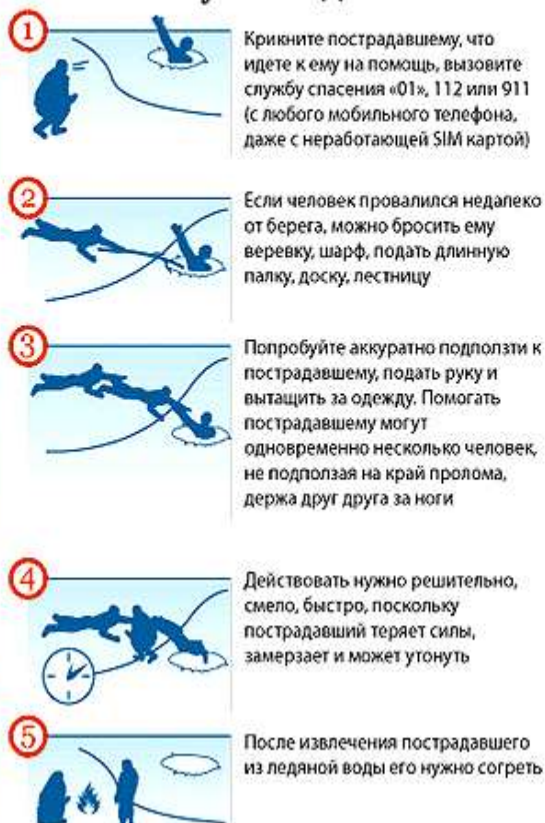 1
Крикните пострадавшему, что
идете к ему на помощь, вызовите
службу спасения «01», 112 или 911
(с любого мобильного телефона,
даже с неработающей SIM картой)
2
Если человек провалился недалеко
от берега, можно бросить ему
веревку, шарф, подать длинную
палку, доску, лестницу
3
Попробуйте аккуратно подползти к
пострадавшему, подать руку и
вытащить за одежду. Помогать
пострадавшему могут
одновременно несколько человек,
не подползая на край пролома,
держа друг друга за ноги
4
Действовать нужно решительно,
смело, быстро, поскольку
пострадавший теряет силы,
замерзает и может утонуть
5
После извлечения пострадавшего
из ледяной воды его нужно согреть